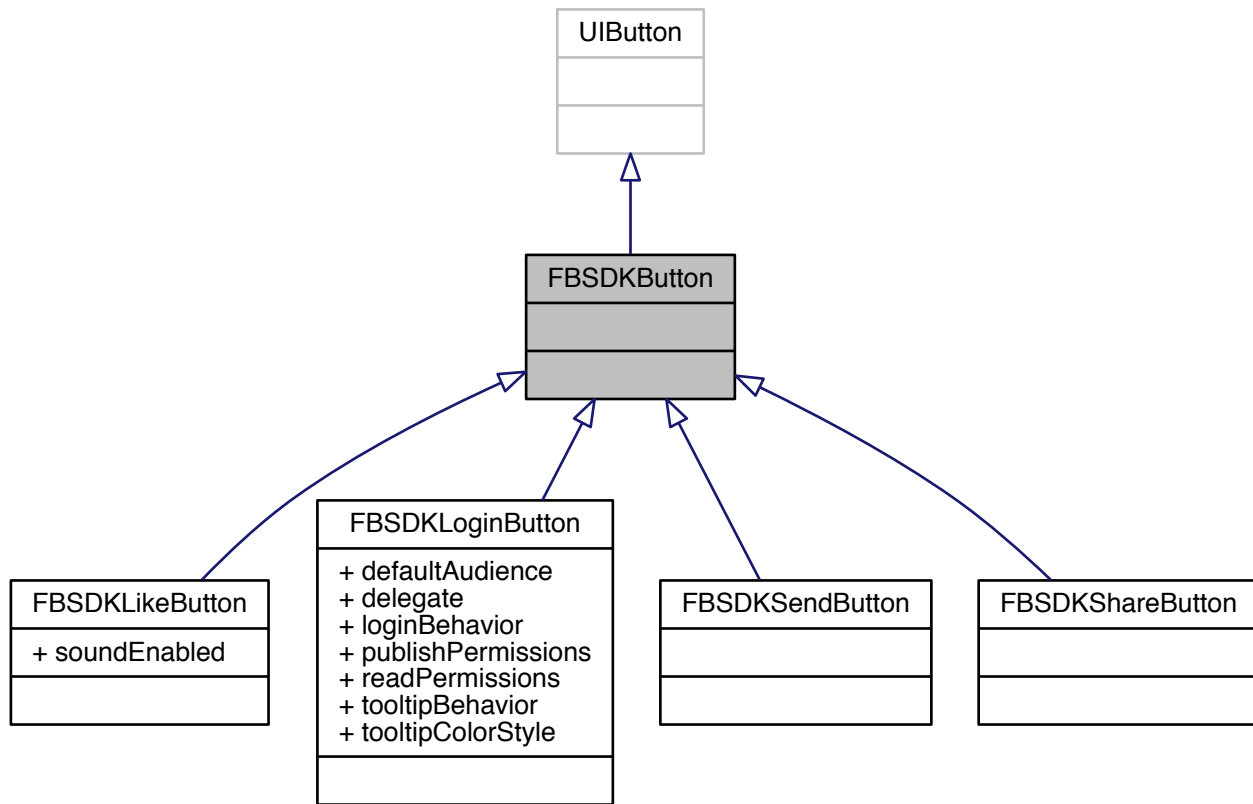 UIButton
FBSDKButton
FBSDKLikeButton
+ soundEnabled
FBSDKLoginButton
+ defaultAudience
+ delegate
+ loginBehavior
+ publishPermissions
+ readPermissions
+ tooltipBehavior
+ tooltipColorStyle
FBSDKSendButton
FBSDKShareButton